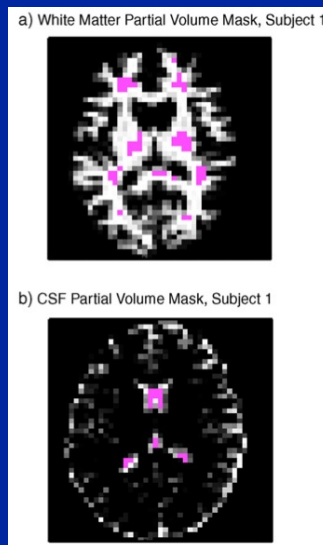 a) White Matter Partial Volume Mask, Subject 1
b) CSF Partial Volume Mask, Subject 1